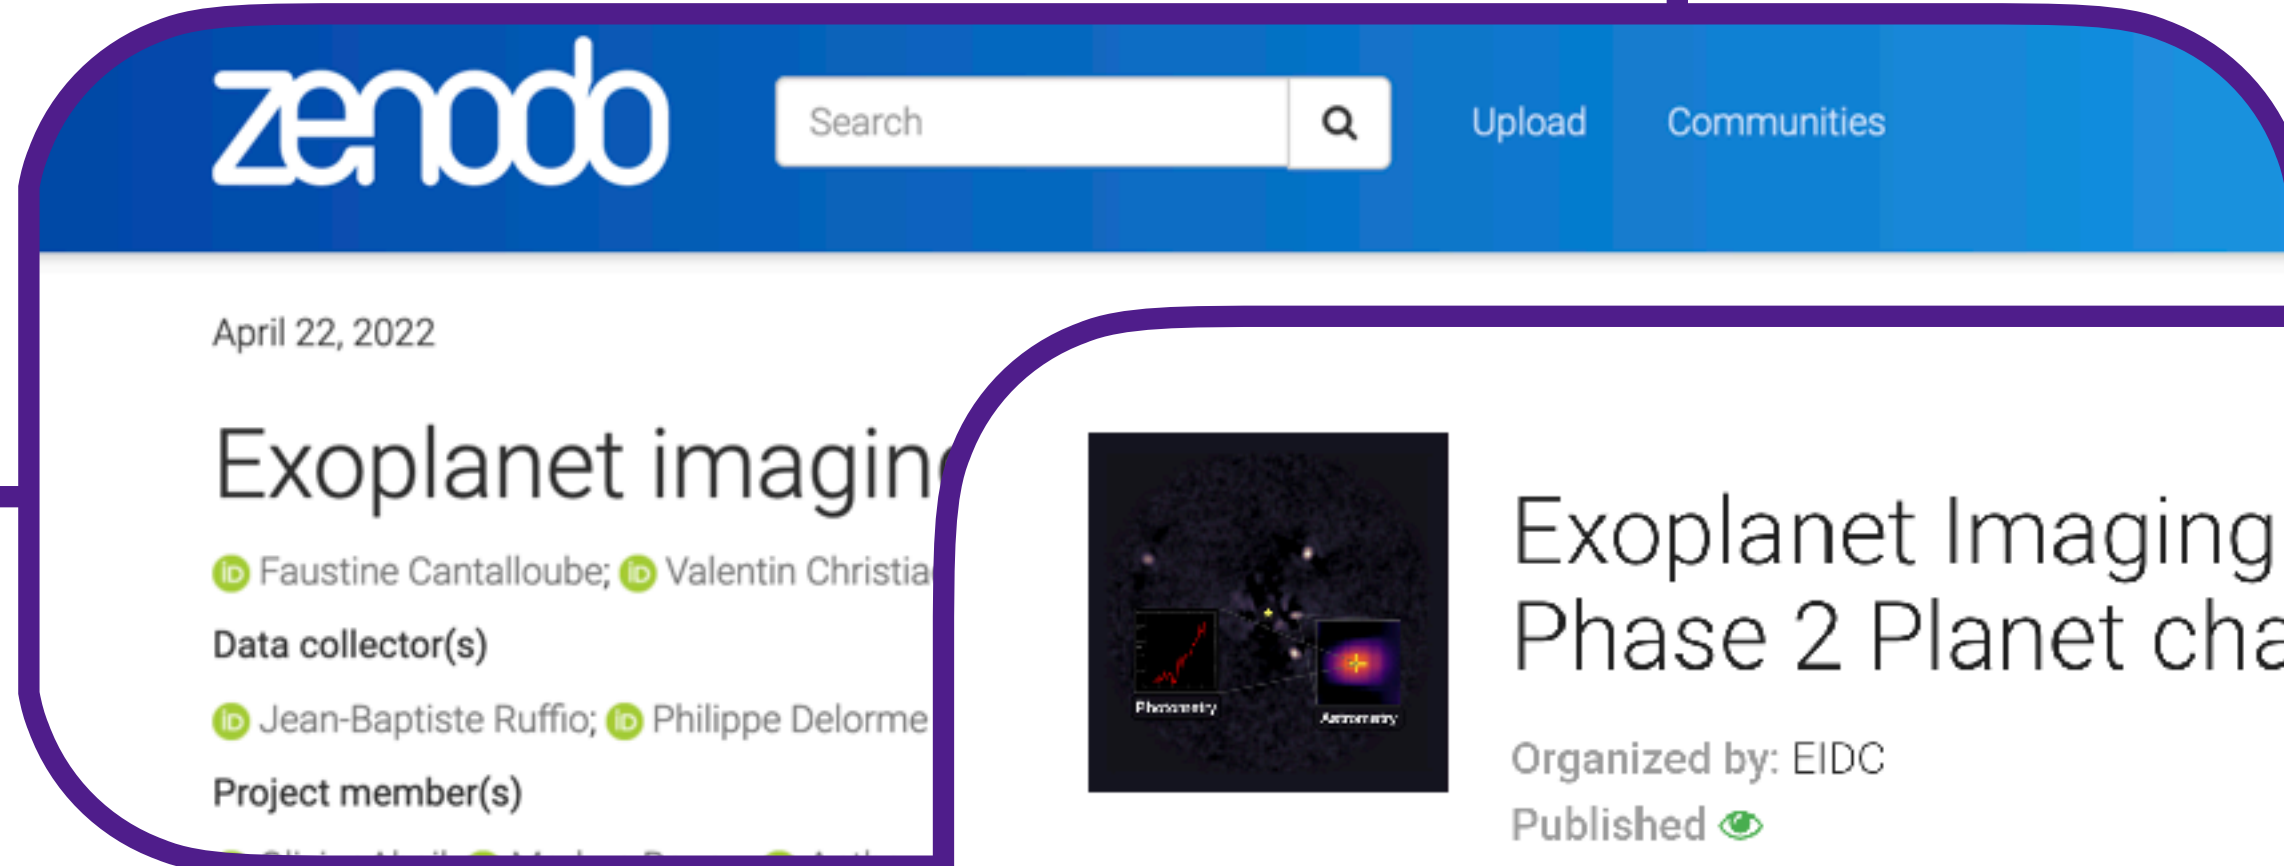 zenodo
Search
Upload
Communities
April 22, 2022
Exoplanet imagin
Faustine Cantalloube; Valentin Christia
Data collector(s)
Jean-Baptiste Ruffio; Philippe Delorme
Project member(s)
Photometry
Astrometry
Exoplanet Imaging
Phase 2 Planet cha
Organized by: EIDC
Published